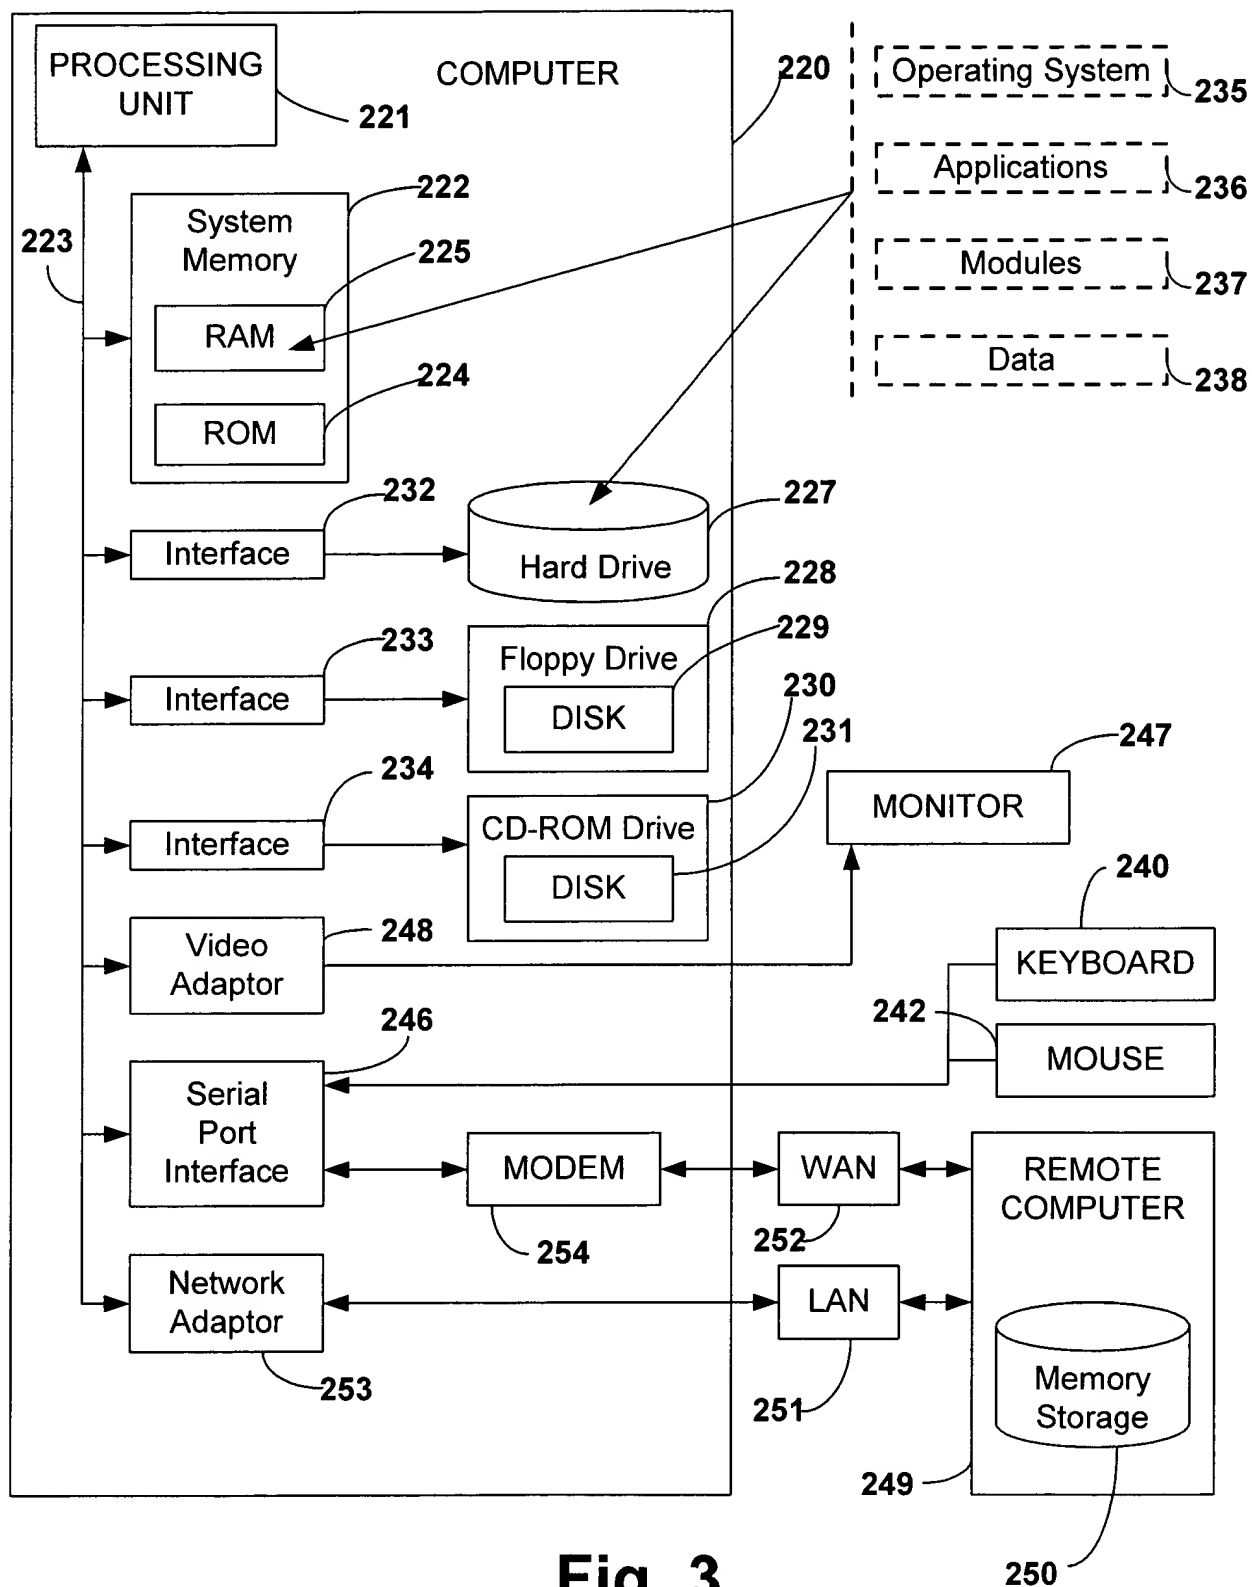 PROCESSING
UNIT
COMPUTER
220
221
Operating System
235
Applications
236
Modules
237
Data
238
222
System
Memory
223
225
RAM
224
ROM
232
Interface
227
Hard Drive
228
229
233
Interface
Floppy Drive
DISK
230
231
234
Interface
CD-ROM Drive
DISK
247
MONITOR
240
KEYBOARD
248
Video
Adaptor
242
MOUSE
246
Serial
Port
Interface
MODEM
254
WAN
252
REMOTE
COMPUTER
Network
Adaptor
253
LAN
251
Memory
Storage
249
250
Fig. 3